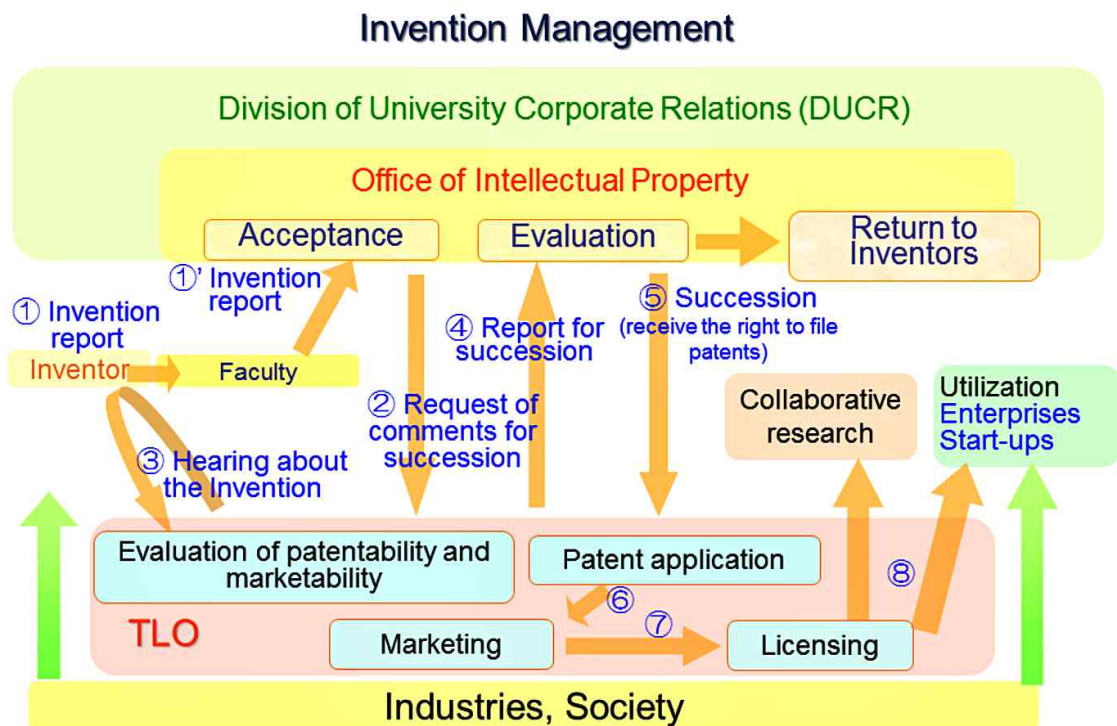 Invention Management
Division of University Corporate Relations (DUCR)
Office of Intellectual Property
Acceptance
Evaluation
Return to
Inventors
①’ Invention
report
① Invention
report
Inventor
Faculty
④ Report for
succession
⑤ Succession
(receive the right to file
patents)
② Request of
comments for
succession
③ Hearing about
the Invention
Collaborative
research
Utilization
Enterprises
Start-ups
Evaluation of patentability and
marketability
Patent application
⑥
⑦
⑧
TLO
Marketing
Licensing
Industries, Society